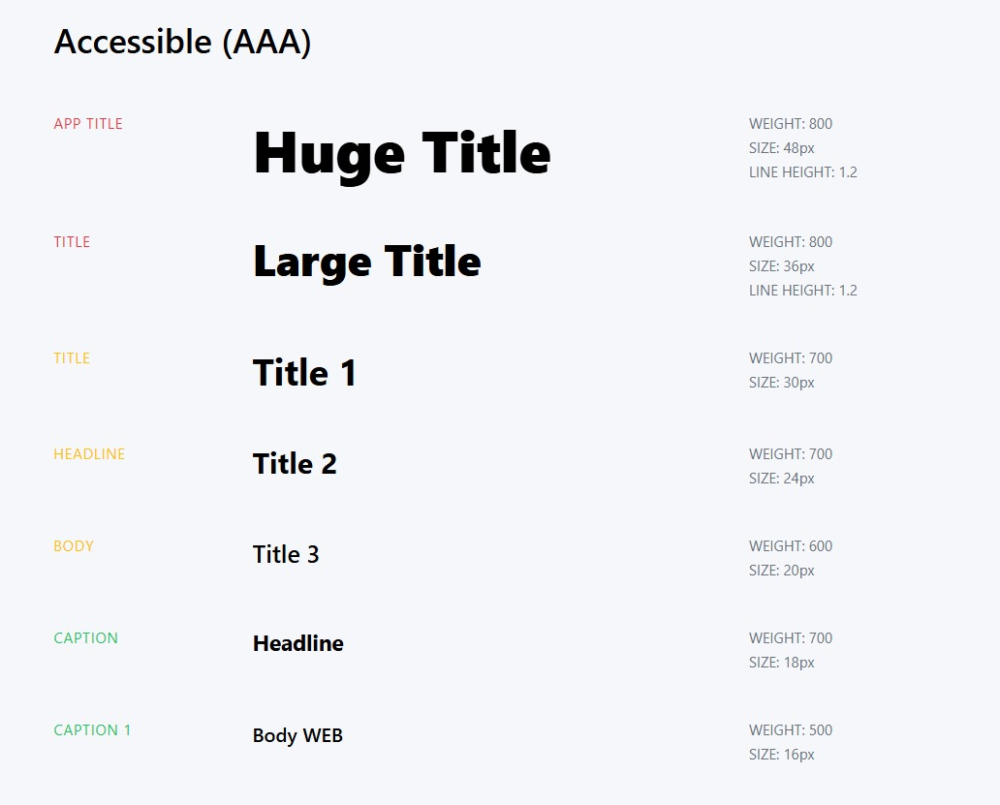 Accessible (AAA)
APP TITLE
Huge Title
WEIGHT: 800
SIZE: 48px
LINE HEIGHT: 1.2
TITLE
Large Title
WEIGHT: 800
SIZE: 36px
LINE HEIGHT: 1.2
TITLE
Title 1
WEIGHT: 700
SIZE: 30px
HEADLINE
Title 2
WEIGHT: 700
SIZE: 24px
BODY
Title 3
WEIGHT: 600
SIZE: 20px
CAPTION
Headline
WEIGHT: 700
SIZE: 18px
CAPTION 1
Body WEB
WEIGHT: 500
SIZE: 16px